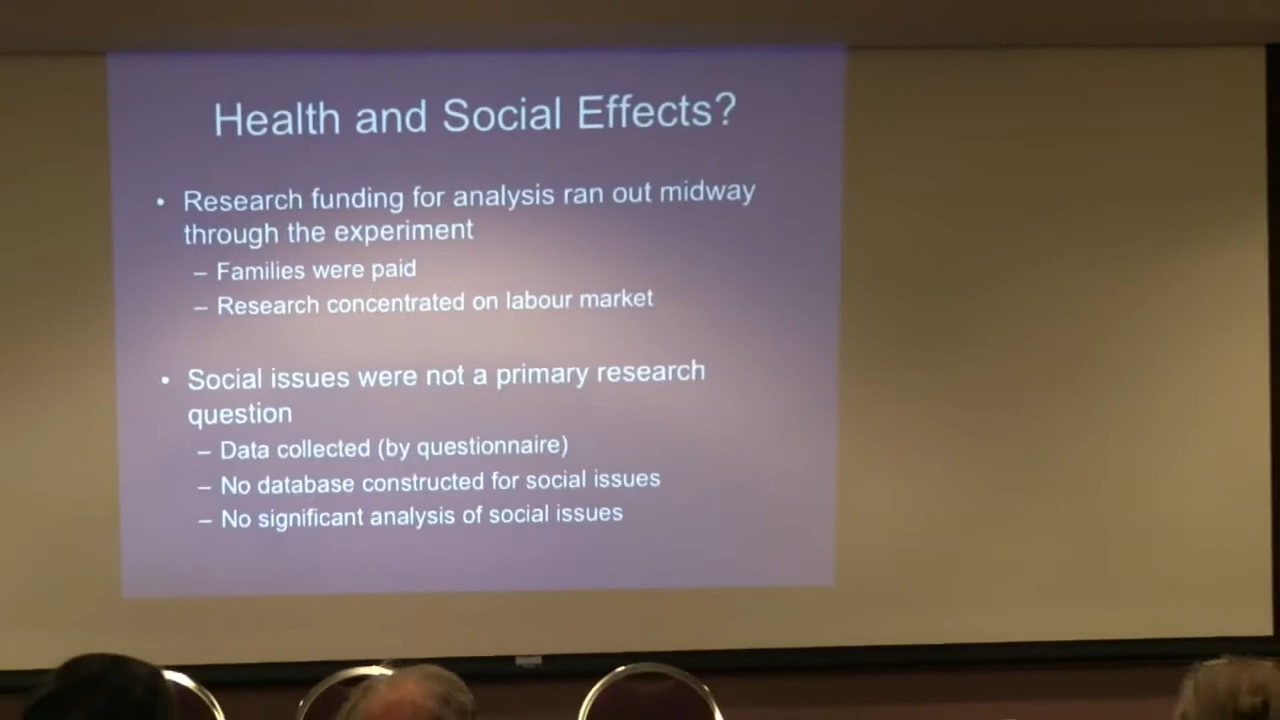 Health and Social Effects?
• Research funding for analysis ran out midway
through the experiment
– Families were paid
– Research concentrated on labour market
• Social issues were not a primary research
question
– Data collected (by questionnaire)
– No database constructed for social issues
– No significant analysis of social issues